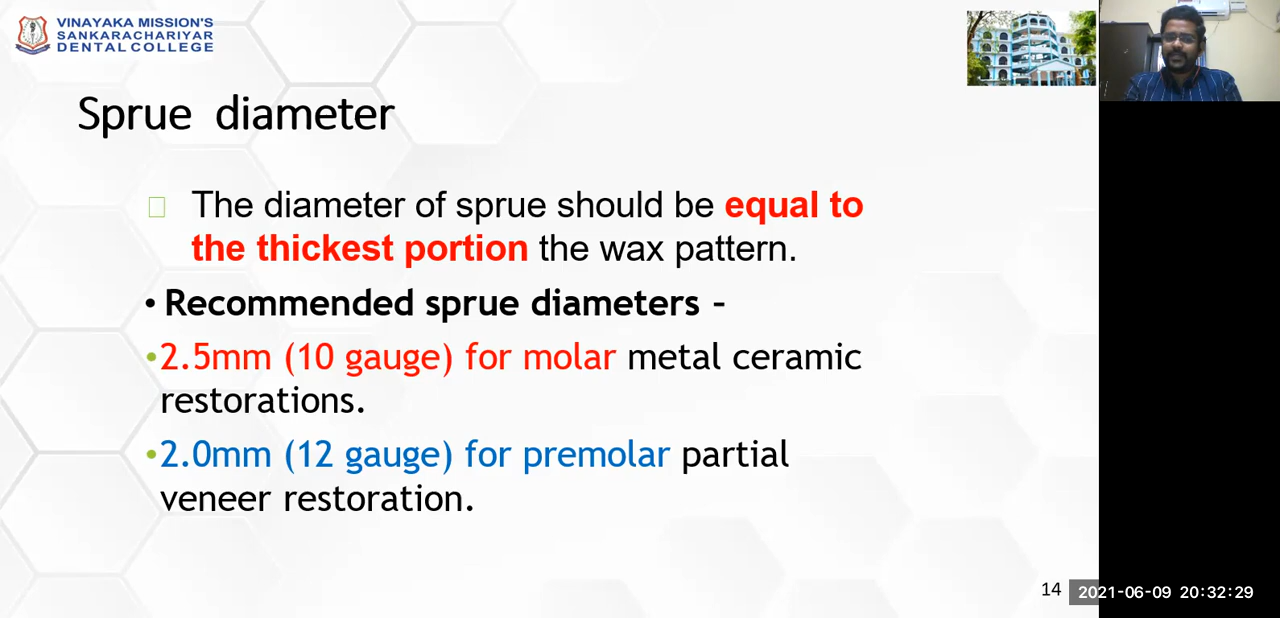 VINAYAKA MISSION'S
SANKARACHARIYAR
DENTAL COLLEGE
Sprue diameter
The diameter of sprue should be equal to
the thickest portion the wax pattern.
• Recommended sprue diameters –
•2.5mm (10 gauge) for molar metal ceramic
restorations.
•2.0mm (12 gauge) for premolar partial
veneer restoration.
14
2021-06-09 20:32:29